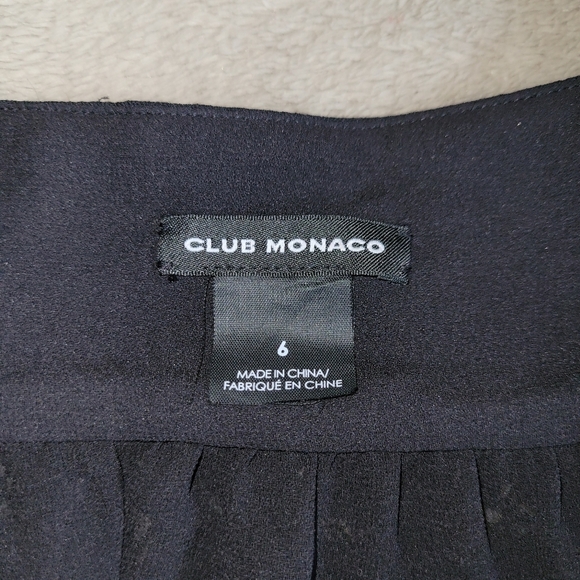 CLUB MONACO
6
MADE IN CHINA/
FABRIQUÉ EN CHINE